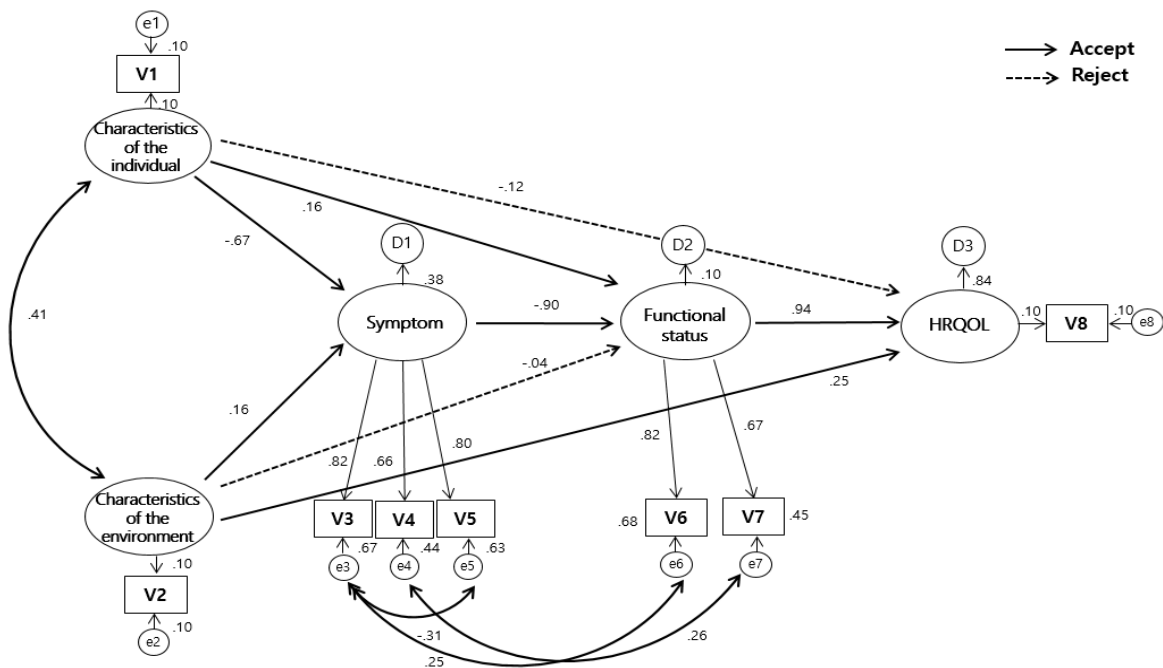 e1
.10
V1
.10
Characteristics
of the
individual
Accept
Reject
-.12
.16
-.67
D1
.38
D2
.10
D3
.84
.41
Symptom
-.90
Functional
status
.94
HRQOL
.10
V8
.10
e8
-.04
.25
.16
.82
.66
.80
.82
.67
Characteristics
of the
environment
.10
V2
.10
e2
V3
V4
V5
.67
.44
.63
e3
e4
e5
.68
V6
V7
.45
e6
e7
-.31
.25
.26